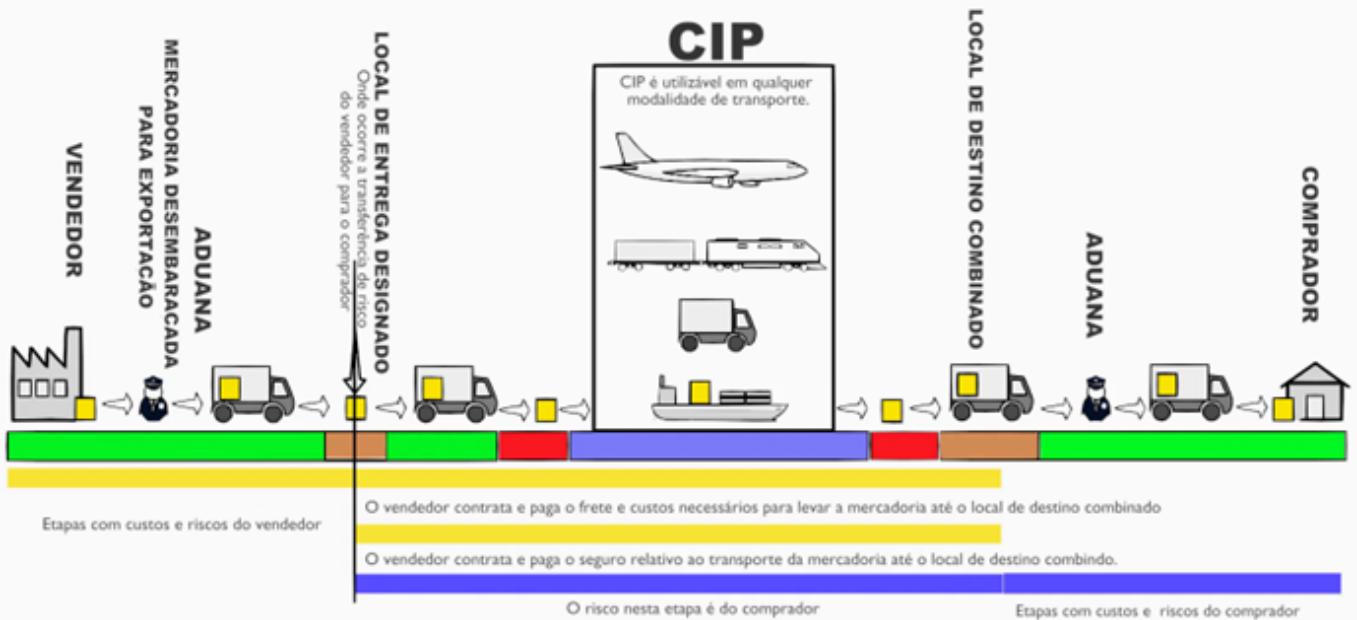 CIP
CIP é utilizável em qualquer
modalidade de transporte.
VENDEDOR
MERCADORIA DESEMBARACADA
PARA EXPORTACÃO
ADUANA
LOCAL DE ENTREGA DESIGNADO
Onde ocorre a transferência de risco
do vendedor para o comprador
LOCAL DE DESTINO COMBINADO
ADUANA
COMPRADOR
O vendedor contrata e paga o frete e custos necessários para levar a mercadoria até o local de destino combinado
Etapas com custos e riscos do vendedor
O vendedor contrata e paga o seguro relativo ao transporte da mercadoria até o local de destino combindo.
O risco nesta etapa é do comprador
Etapas com custos e riscos do comprador